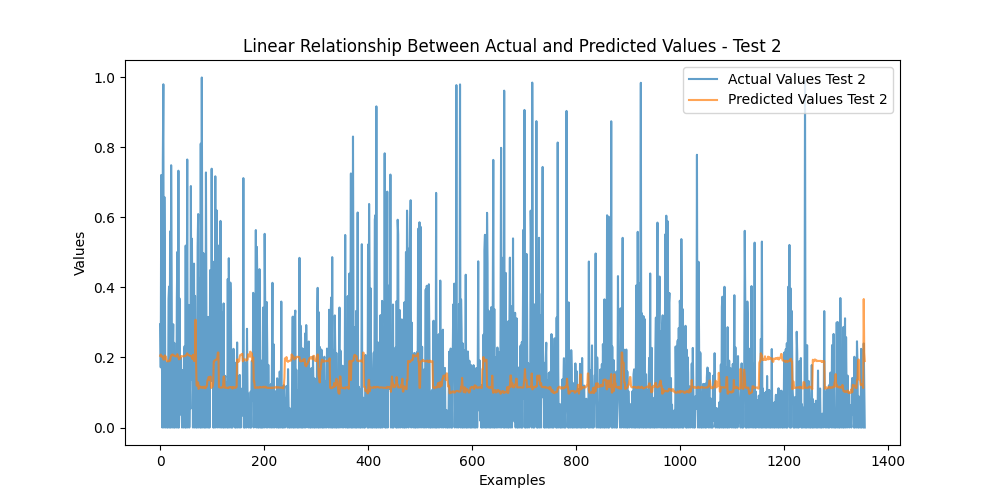 Linear Relationship Between Actual and Predicted Values - Test 2
Actual Values Test 2
Predicted Values Test 2
Values
1.0
0.8
0.6
0.4
0.2
0.0
0 200 400 600 800 1000 1200 1400
Examples